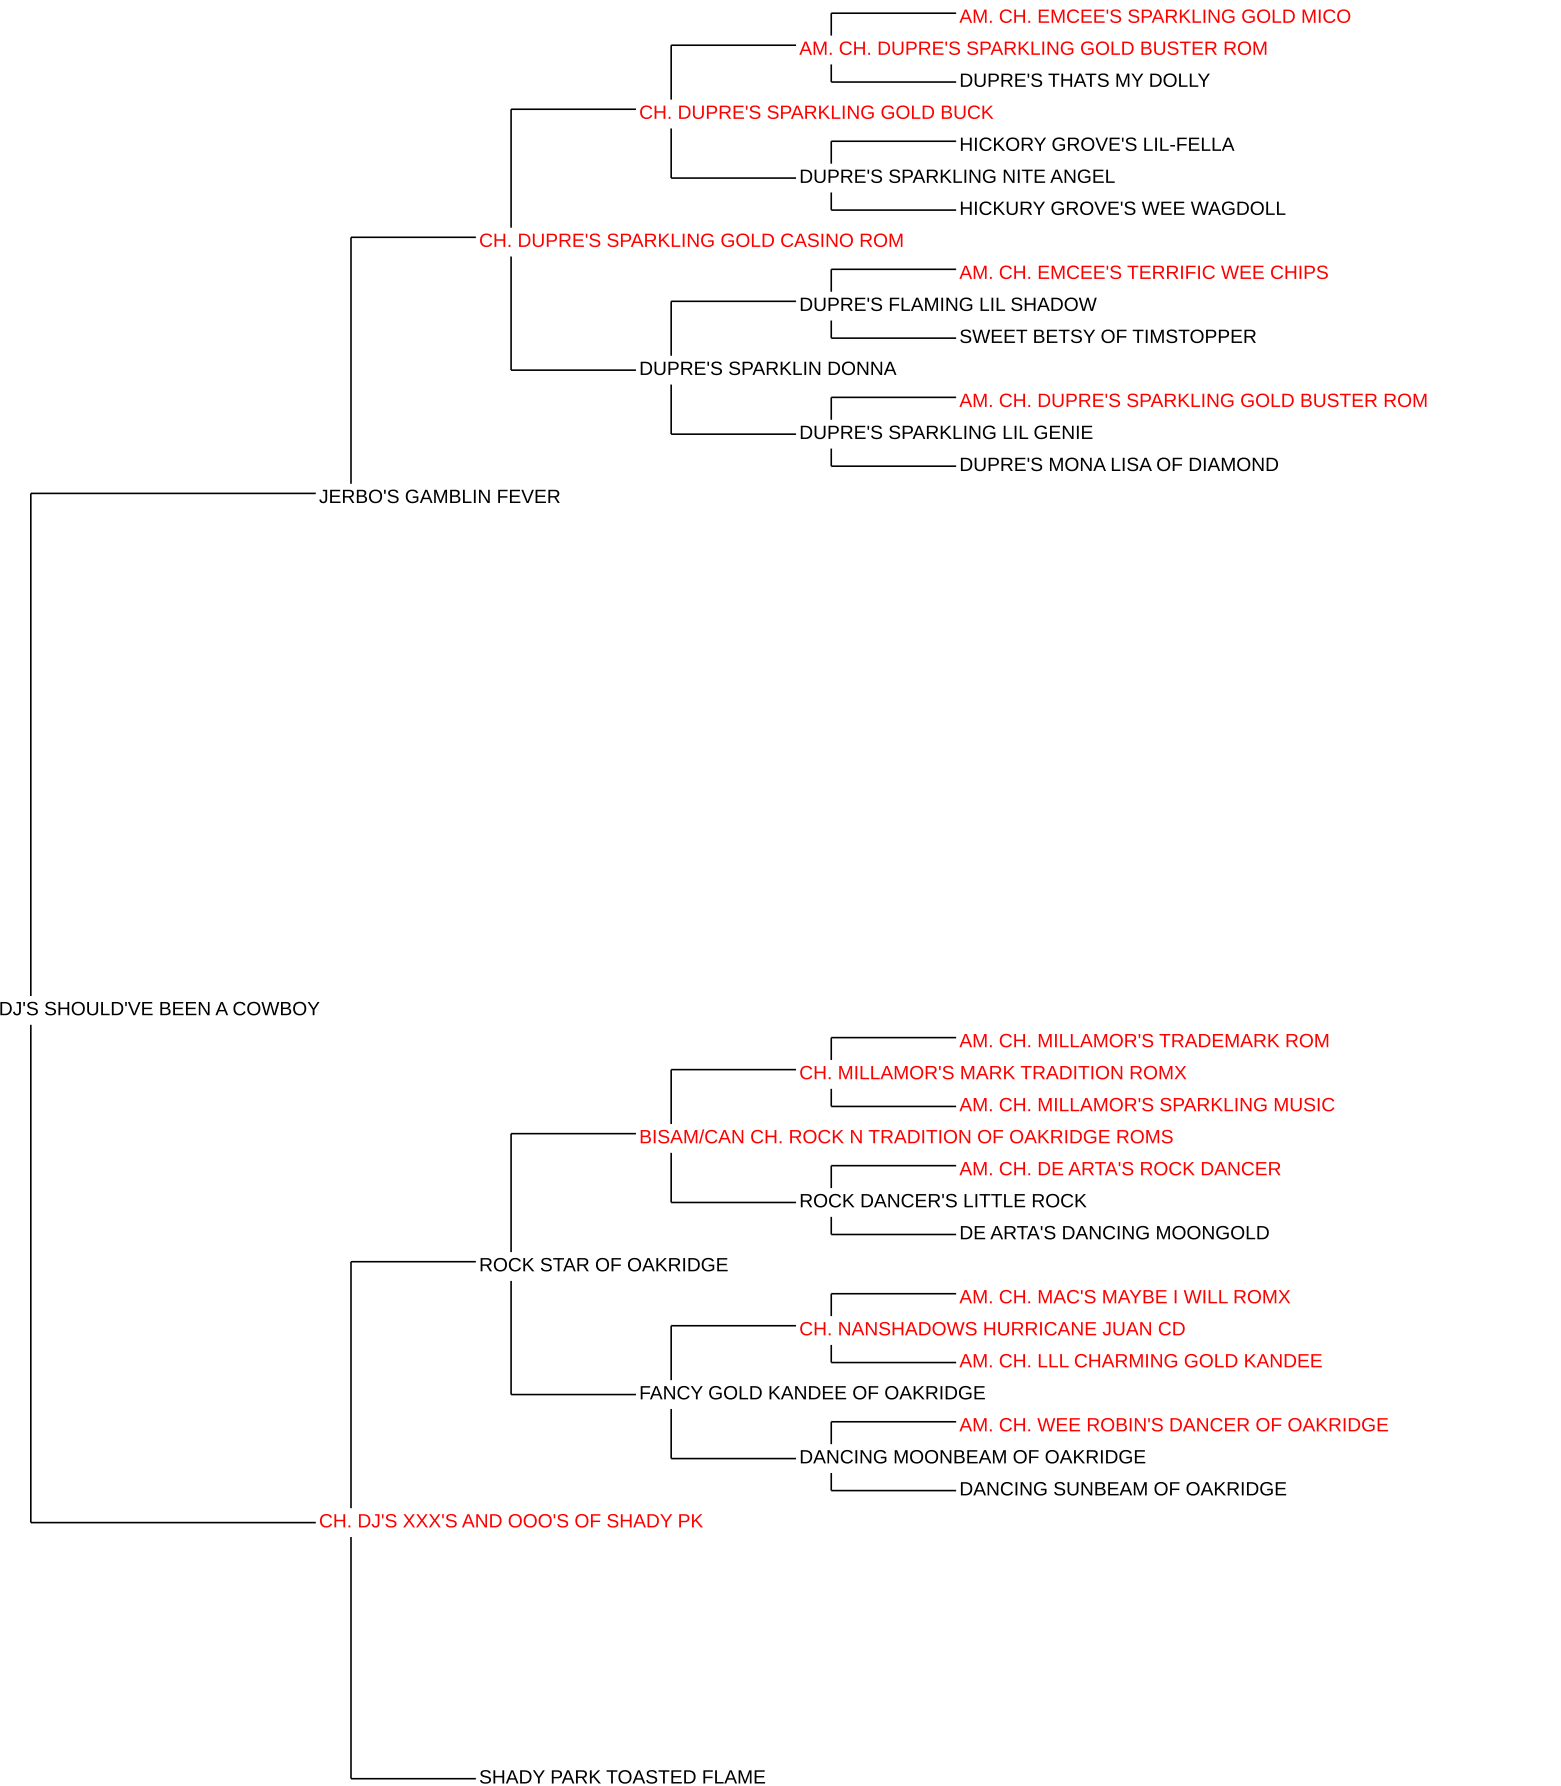 AM. CH. EMCEE'S SPARKLING GOLD MICO
AM. CH. DUPRE'S SPARKLING GOLD BUSTER ROM
DUPRE'S THATS MY DOLLY
CH. DUPRE'S SPARKLING GOLD BUCK
HICKORY GROVE'S LIL-FELLA
DUPRE'S SPARKLING NITE ANGEL
HICKURY GROVE'S WEE WAGDOLL
CH. DUPRE'S SPARKLING GOLD CASINO ROM
AM. CH. EMCEE'S TERRIFIC WEE CHIPS
DUPRE'S FLAMING LIL SHADOW
SWEET BETSY OF TIMSTOPPER
DUPRE'S SPARKLIN DONNA
AM. CH. DUPRE'S SPARKLING GOLD BUSTER ROM
DUPRE'S SPARKLING LIL GENIE
DUPRE'S MONA LISA OF DIAMOND
JERBO'S GAMBLIN FEVER
DJ'S SHOULD'VE BEEN A COWBOY
AM. CH. MILLAMOR'S TRADEMARK ROM
CH. MILLAMOR'S MARK TRADITION ROMX
AM. CH. MILLAMOR'S SPARKLING MUSIC
BISAM/CAN CH. ROCK N TRADITION OF OAKRIDGE ROMS
AM. CH. DE ARTA'S ROCK DANCER
ROCK DANCER'S LITTLE ROCK
DE ARTA'S DANCING MOONGOLD
ROCK STAR OF OAKRIDGE
AM. CH. MAC'S MAYBE I WILL ROMX
CH. NANSHADOWS HURRICANE JUAN CD
AM. CH. LLL CHARMING GOLD KANDEE
FANCY GOLD KANDEE OF OAKRIDGE
AM. CH. WEE ROBIN'S DANCER OF OAKRIDGE
DANCING MOONBEAM OF OAKRIDGE
DANCING SUNBEAM OF OAKRIDGE
CH. DJ'S XXX'S AND OOO'S OF SHADY PK
SHADY PARK TOASTED FLAME